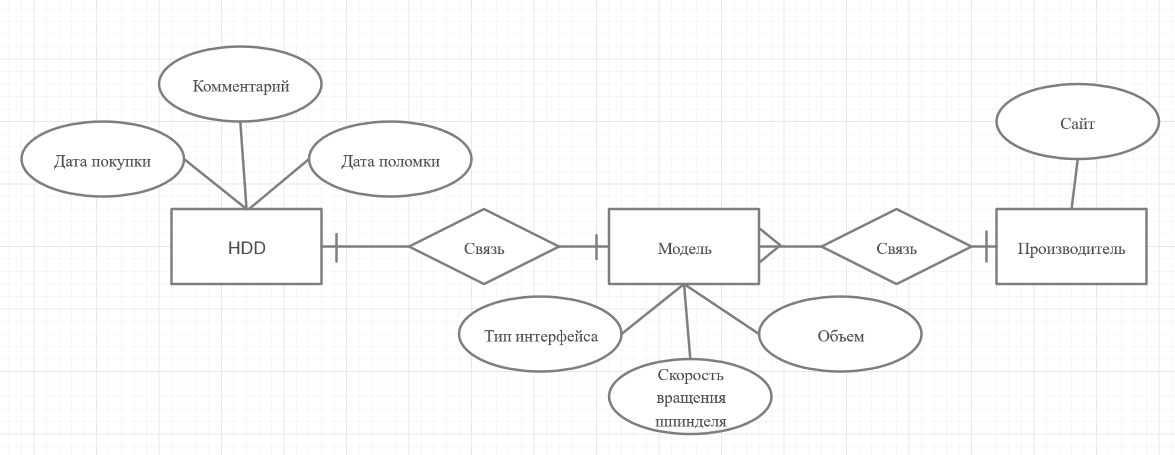 Комментарий
Дата покупки
Дата поломки
Сайт
HDD
Связь
Модель
Связь
Производитель
Тип интерфейса
Объем
Скорость
вращения
шпинделя